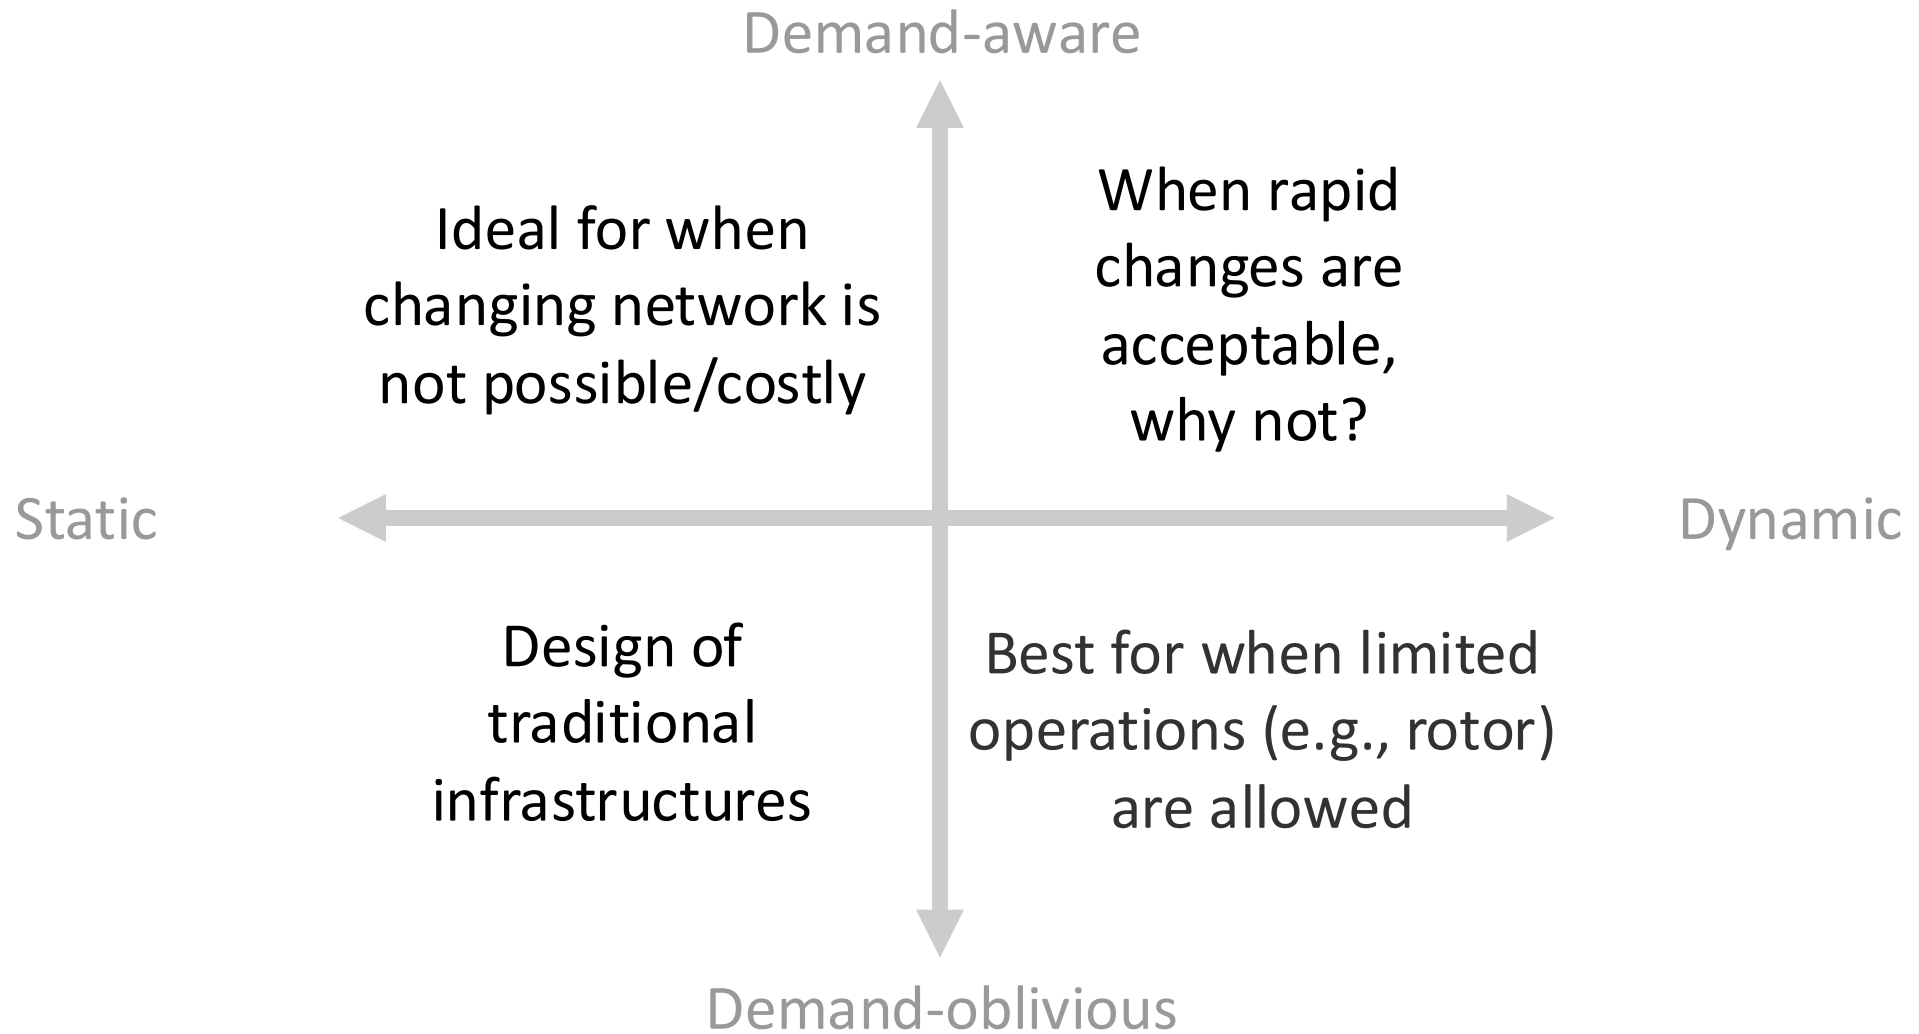 Demand-aware
Ideal for when
changing network is
not possible/costly
When rapid
changes are
acceptable,
why not?
Static
Dynamic
Design of
traditional
infrastructures
Best for when limited
operations (e.g., rotor)
are allowed
Demand-oblivious